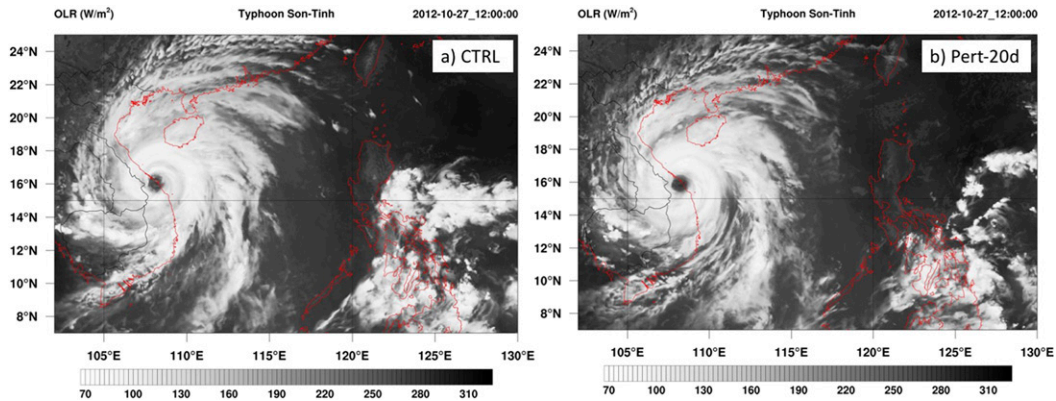 OLR (W/m²) Typhoon Son-Tinh 2012-10-27_12:00:00
a) CTRL
24°N
22°N
20°N
18°N
16°N
14°N
12°N
10°N
8°N
105°E 110°E 115°E 120°E 125°E 130°E
70 100 130 160 190 220 250 280 310
OLR (W/m²) Typhoon Son-Tinh 2012-10-27_12:00:00
b) Pert-20d
24°N
22°N
20°N
18°N
16°N
14°N
12°N
10°N
8°N
105°E 110°E 115°E 120°E 125°E 130°E
70 100 130 160 190 220 250 280 310